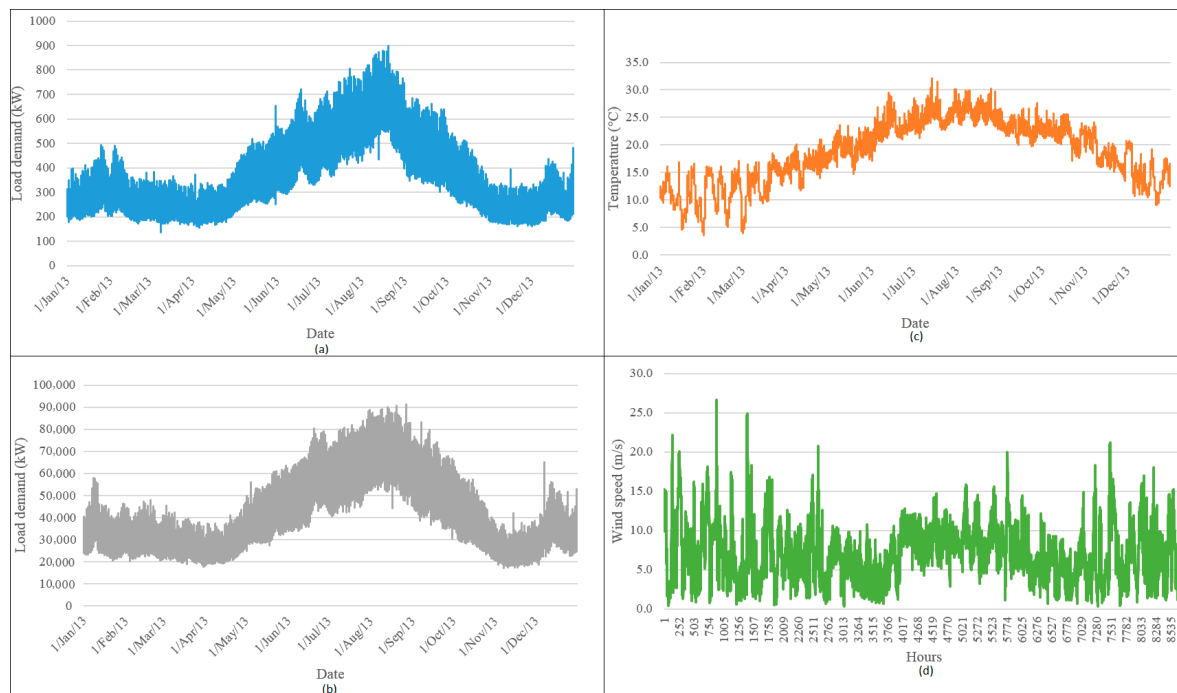 1000
900
800
700
600
500
400
300
200
100
0
Load demand (kW)
1/Jan/13
1/Feb/13
1/Mar/13
1/Apr/13
1/May/13
1/Jun/13
1/Jul/13
1/Aug/13
1/Sep/13
1/Oct/13
1/Nov/13
1/Dec/13
Date
(a)
35.0
30.0
25.0
20.0
15.0
10.0
5.0
0.0
Temperature (°C)
1/Jan/13
1/Feb/13
1/Mar/13
1/Apr/13
1/May/13
1/Jun/13
1/Jul/13
1/Aug/13
1/Sep/13
1/Oct/13
1/Nov/13
1/Dec/13
Date
(c)
100.000
90.000
80.000
70.000
60.000
50.000
40.000
30.000
20.000
10.000
0
Load demand (kW)
1/Jan/13
1/Feb/13
1/Mar/13
1/Apr/13
1/May/13
1/Jun/13
1/Jul/13
1/Aug/13
1/Sep/13
1/Oct/13
1/Nov/13
1/Dec/13
Date
(b)
30.0
25.0
20.0
15.0
10.0
5.0
0.0
Wind speed (m/s)
1
252
503
754
1005
1256
1507
1758
2009
2260
2511
2762
3013
3264
3515
3766
4017
4268
4519
4770
5021
5272
5523
5774
6025
6276
6527
6778
7029
7280
7531
7782
8033
8284
8535
Hours
(d)